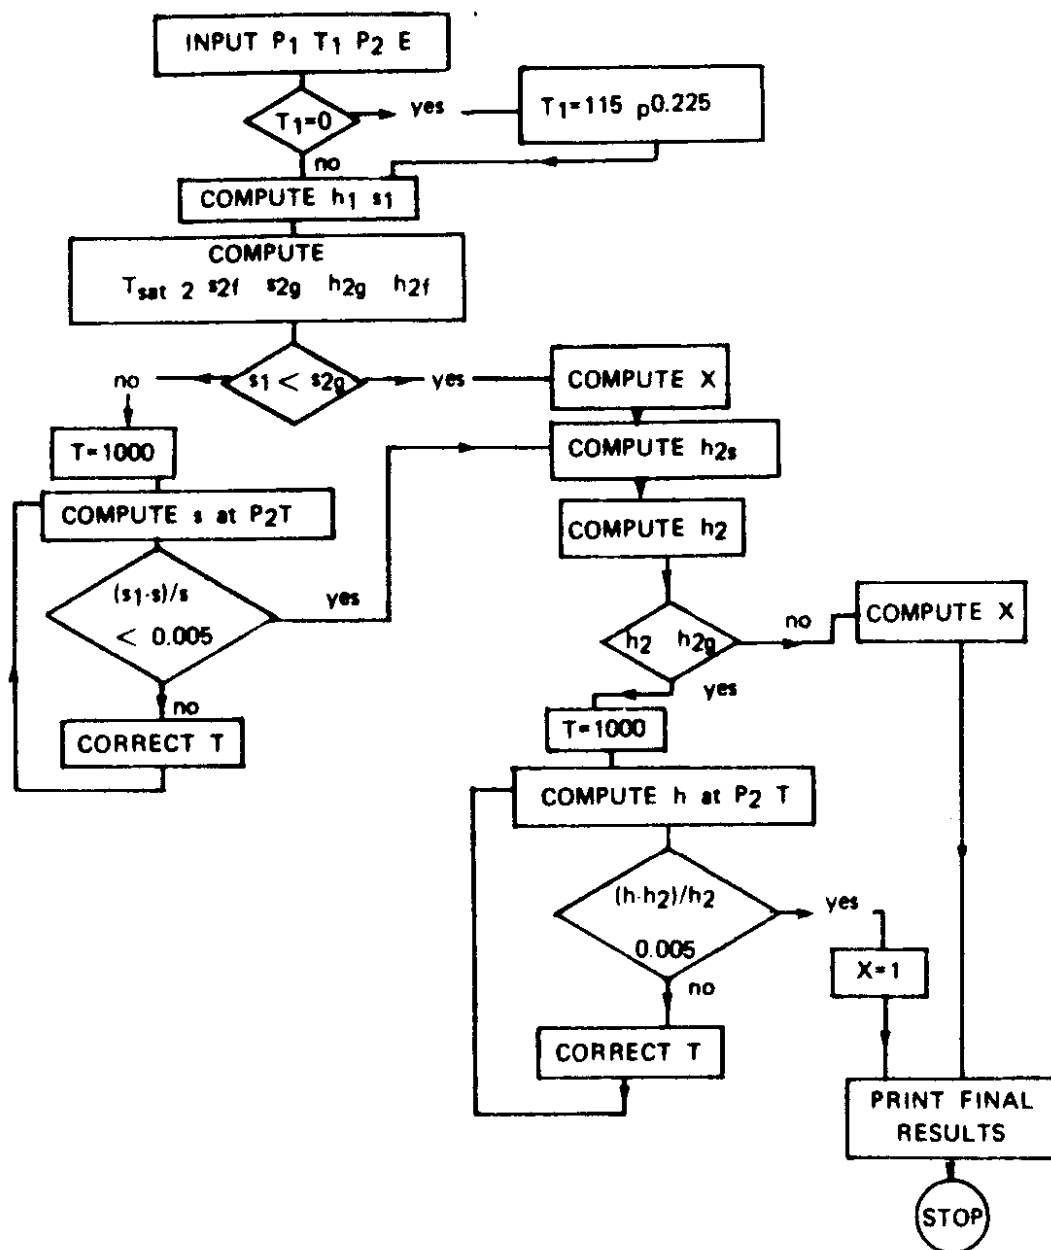 INPUT P1 T1 P2 E
T1=0
yes
T1=115 p0.225
no
COMPUTE h1 s1
COMPUTE
Tsat 2 s2f s2g h2g h2f
s1 < s2g
no
yes
COMPUTE X
T=1000
COMPUTE h2s
COMPUTE s at P2T
COMPUTE h2
(s1-s)/s
< 0.005
yes
h2 h2g
no
COMPUTE X
yes
no
CORRECT T
T=1000
COMPUTE h at P2 T
(h-h2)/h2
0.005
yes
X=1
no
CORRECT T
PRINT FINAL
RESULTS
STOP